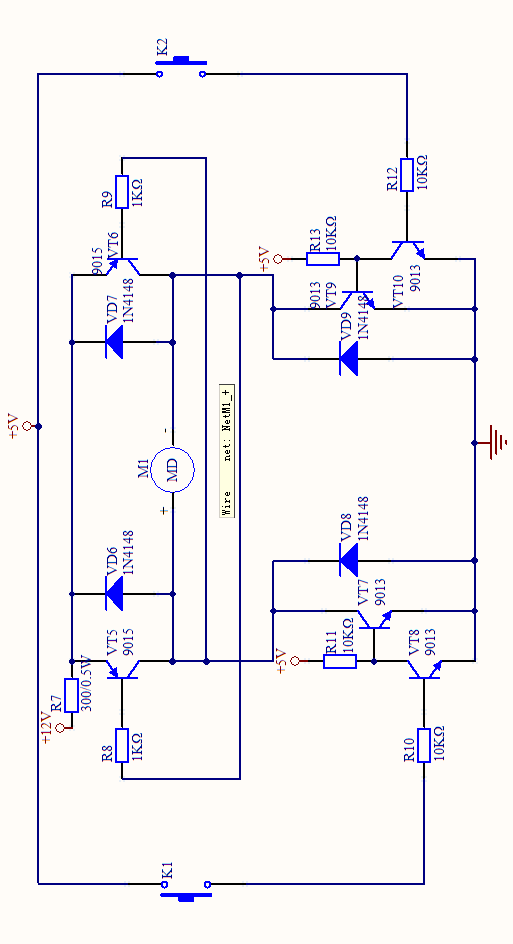 K2
R12
10KΩ
R9
1KΩ
R13
10KΩ
+5V
9015
VT6
9013
VT9
VT10
9013
VD7
1N4148
VD9
1N4148
+5V
M1
MD
-
+
Wire net: NetM1_+
VD6
1N4148
VD8
1N4148
VT7
9013
VT5
9015
R11
10KΩ
VT8
9013
+5V
R7
300/0.5W
+12V
R8
1KΩ
R10
10KΩ
K1